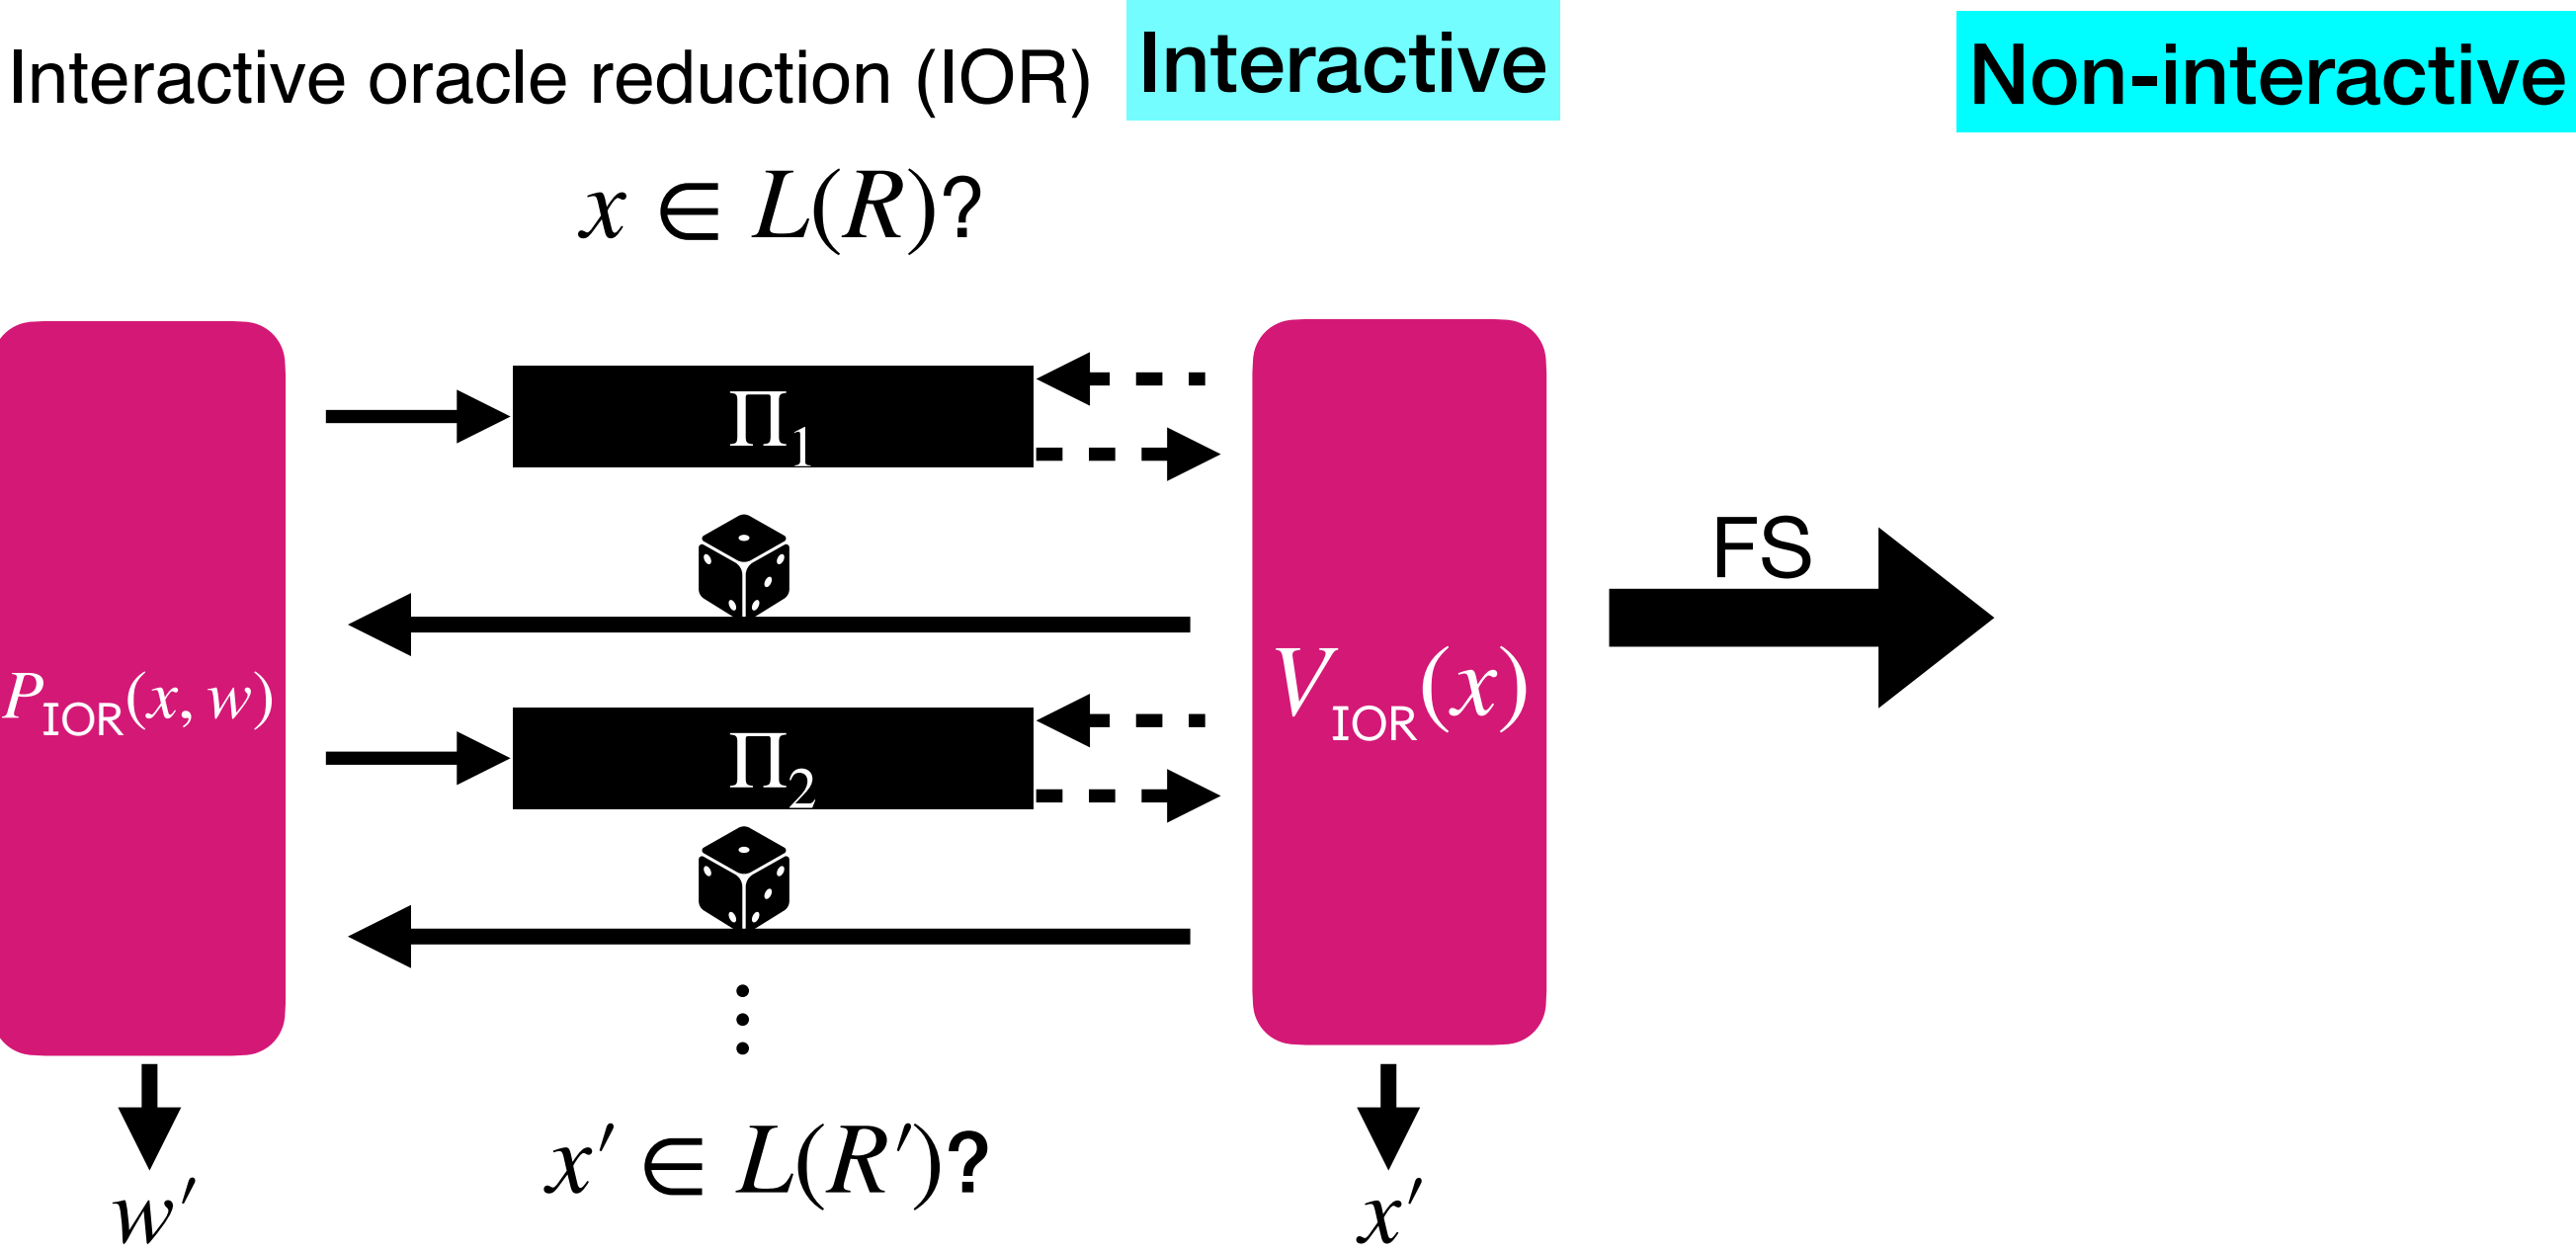 Interactive oracle reduction (IOR) Interactive Non-interactive
x ∈ L(R)?
Π₁
FS
P_IOR(x, w)
V_IOR(x)
Π₂
⋮
x′ ∈ L(R′)?
w′
x′